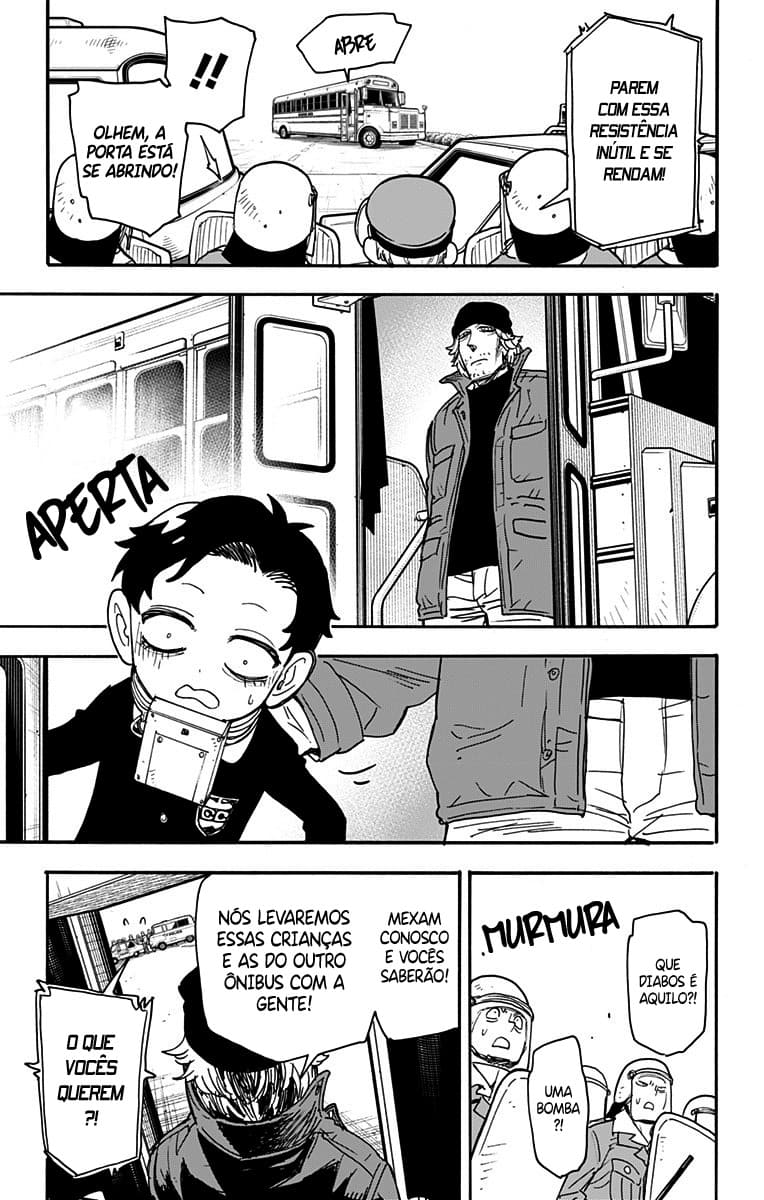 PAREM
COM ESSA
RESISTÊNCIA
INÚTIL E SE
RENDAM!
ABRE
!!
OLHEM, A
PORTA ESTÁ
SE ABRINDO!
APERTA
MURMURA
QUE
DIABOS É
AQUILO?!
UMA
BOMBA
?!
MEXAM
CONOSCO
E VOCÊS
SABERÃO!
NÓS LEVAREMOS
ESSAS CRIANÇAS
E AS DO OUTRO
ÔNIBUS COM A
GENTE!
O QUE
VOCÊS
QUEREM
?!